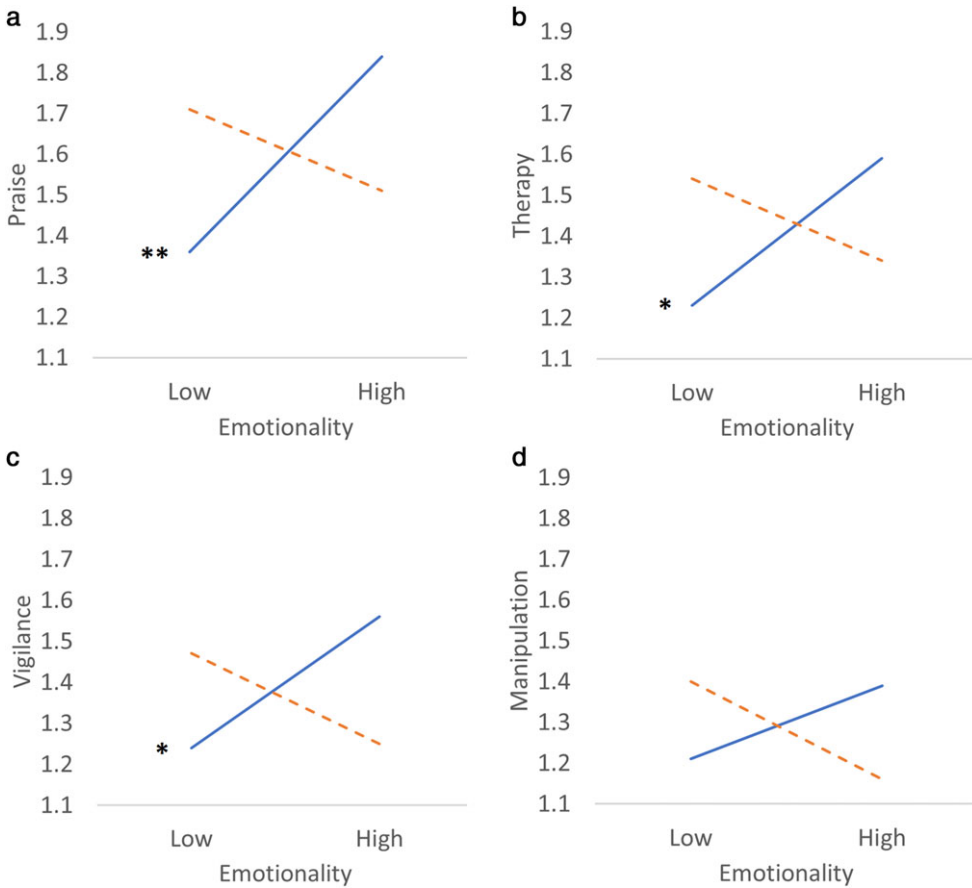 a
1.9
1.8
1.7
1.6
1.5
1.4
1.3
1.2
1.1
Praise
**
Low High
Emotionality
b
1.9
1.8
1.7
1.6
1.5
1.4
1.3
1.2
1.1
Therapy
*
Low High
Emotionality
c
1.9
1.8
1.7
1.6
1.5
1.4
1.3
1.2
1.1
Vigilance
*
Low High
Emotionality
d
1.9
1.8
1.7
1.6
1.5
1.4
1.3
1.2
1.1
Manipulation
Low High
Emotionality